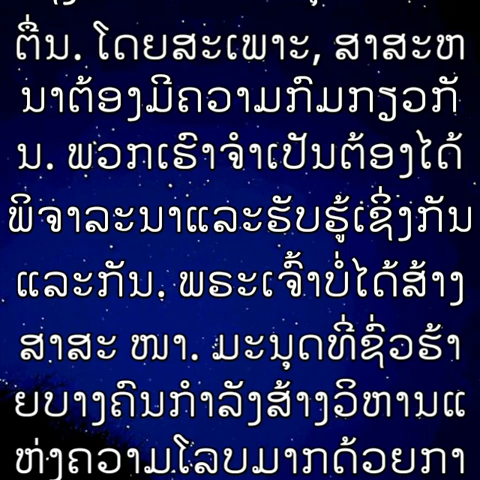 ຕື່ນ. ໂດຍສະເພາະ, ສາສະຫ
ນາຕ້ອງມີຄວາມກົມກຽວກັ
ນ. ພວກເຮົາຈໍາເປັນຕ້ອງໄດ້
ພິຈາລະນາແລະຮັບຮູ້ເຊິ່ງກັນ
ແລະກັນ. ພຣະເຈົ້າບໍ່ໄດ້ສ້າງ
ສາສະ ໜາ. ມະນຸດທີ່ຊົ່ວຮ້າ
ຍບາງຄົນກໍາລັງສ້າງວິຫານແ
ຫ່ງຄວາມໂລບມາກດ້ວຍກາ